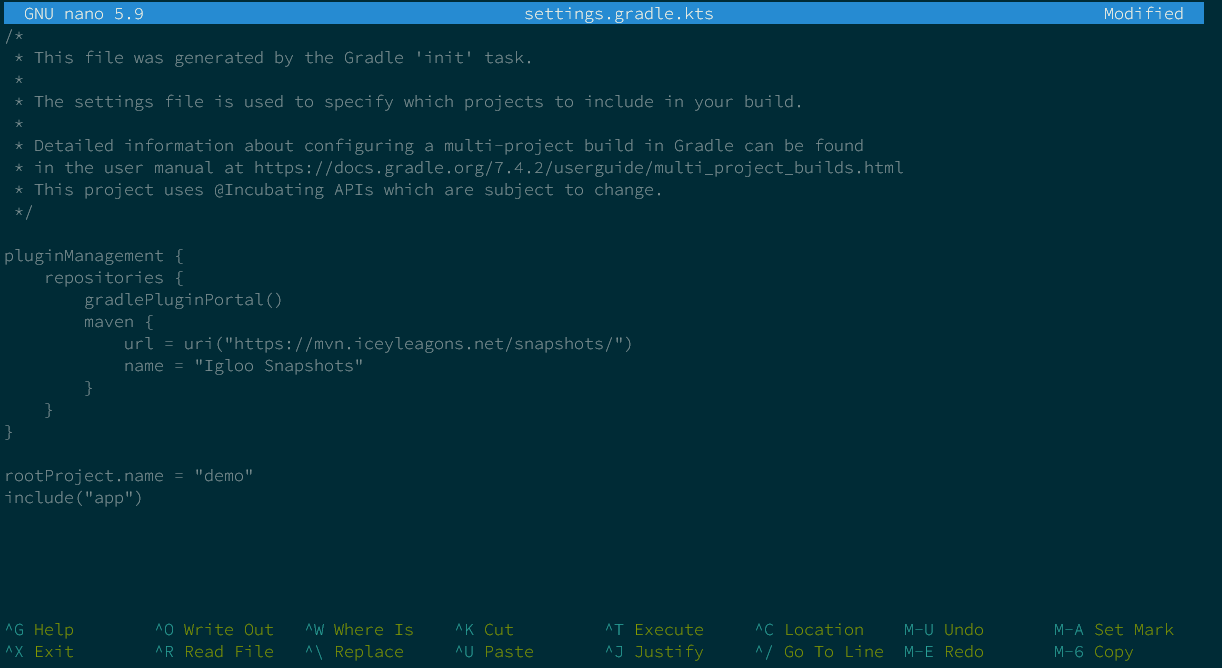 GNU nano 5.9 settings.gradle.kts Modified
/*
 * This file was generated by the Gradle 'init' task.
 *
 * The settings file is used to specify which projects to include in your build.
 *
 * Detailed information about configuring a multi-project build in Gradle can be found
 * in the user manual at https://docs.gradle.org/7.4.2/userguide/multi_project_builds.html
 * This project uses @Incubating APIs which are subject to change.
 */

pluginManagement {
    repositories {
        gradlePluginPortal()
        maven {
            url = uri("https://mvn.iceyleagons.net/snapshots/")
            name = "Igloo Snapshots"
        }
    }
}

rootProject.name = "demo"
include("app")

^G Help ^O Write Out ^W Where Is ^K Cut ^T Execute ^C Location M-U Undo M-A Set Mark
^X Exit ^R Read File ^\ Replace ^U Paste ^J Justify ^/ Go To Line M-E Redo M-6 Copy